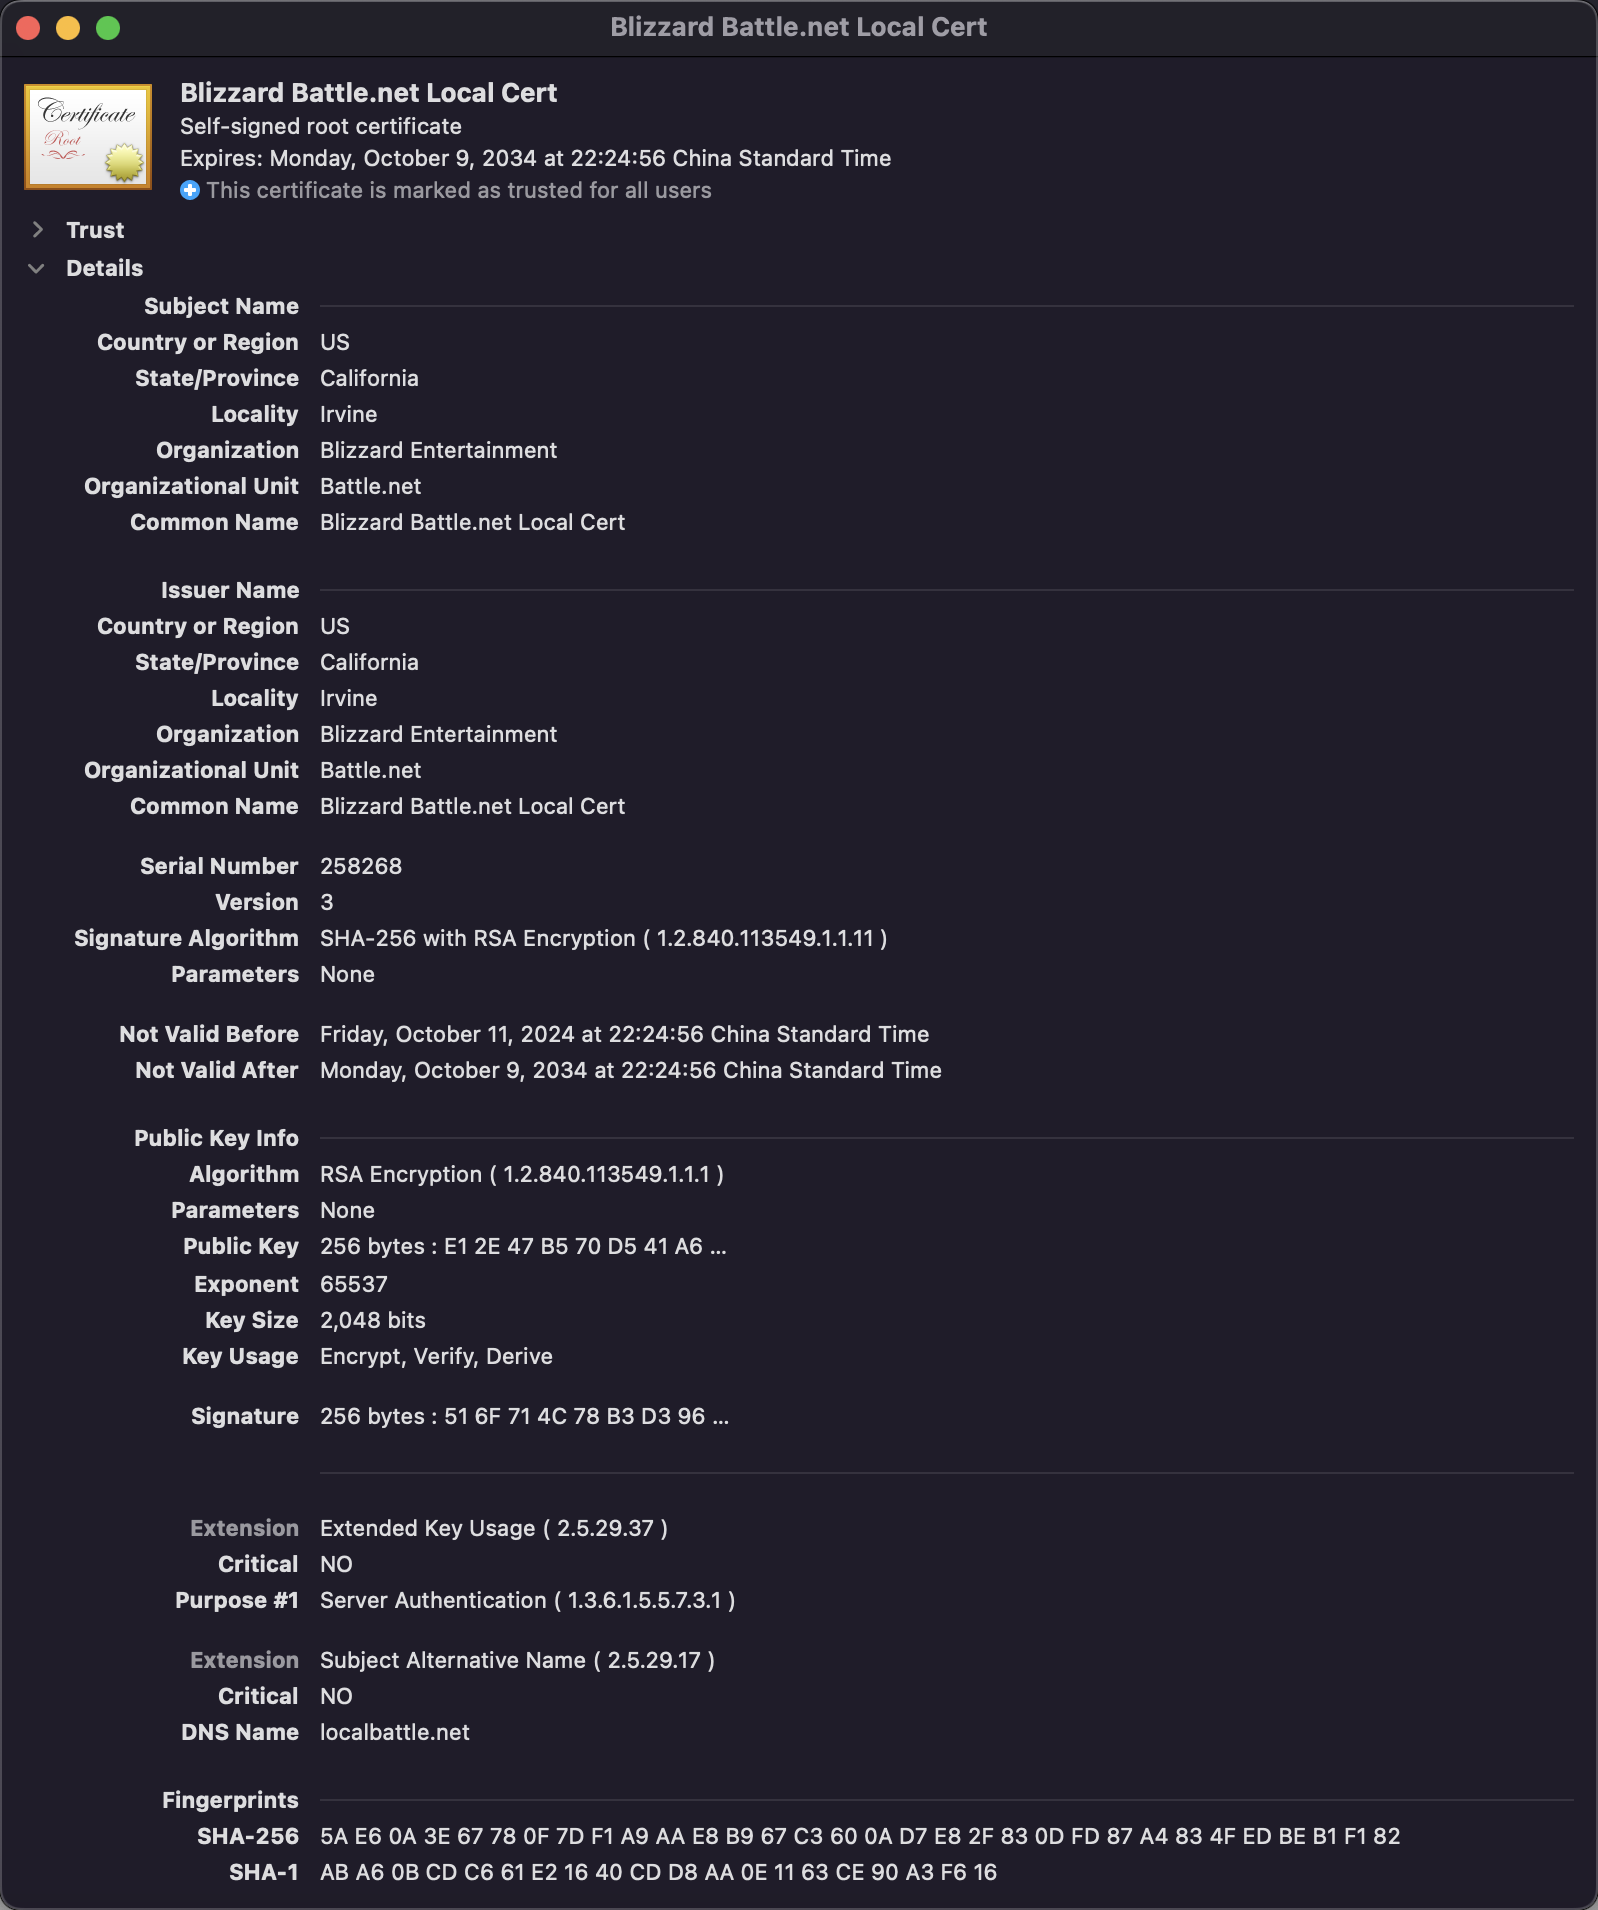 Blizzard Battle.net Local Cert
Certificate
Root
Blizzard Battle.net Local Cert
Self-signed root certificate
Expires: Monday, October 9, 2034 at 22:24:56 China Standard Time
This certificate is marked as trusted for all users
Trust
Details
Subject Name
Country or Region US
State/Province California
Locality Irvine
Organization Blizzard Entertainment
Organizational Unit Battle.net
Common Name Blizzard Battle.net Local Cert
Issuer Name
Country or Region US
State/Province California
Locality Irvine
Organization Blizzard Entertainment
Organizational Unit Battle.net
Common Name Blizzard Battle.net Local Cert
Serial Number 258268
Version 3
Signature Algorithm SHA-256 with RSA Encryption ( 1.2.840.113549.1.1.11 )
Parameters None
Not Valid Before Friday, October 11, 2024 at 22:24:56 China Standard Time
Not Valid After Monday, October 9, 2034 at 22:24:56 China Standard Time
Public Key Info
Algorithm RSA Encryption ( 1.2.840.113549.1.1.1 )
Parameters None
Public Key 256 bytes : E1 2E 47 B5 70 D5 41 A6 ...
Exponent 65537
Key Size 2,048 bits
Key Usage Encrypt, Verify, Derive
Signature 256 bytes : 51 6F 71 4C 78 B3 D3 96 ...
Extension Extended Key Usage ( 2.5.29.37 )
Critical NO
Purpose #1 Server Authentication ( 1.3.6.1.5.5.7.3.1 )
Extension Subject Alternative Name ( 2.5.29.17 )
Critical NO
DNS Name localbattle.net
Fingerprints
SHA-256 5A E6 0A 3E 67 78 0F 7D F1 A9 AA E8 B9 67 C3 60 0A D7 E8 2F 83 0D FD 87 A4 83 4F ED BE B1 F1 82
SHA-1 AB A6 0B CD C6 61 E2 16 40 CD D8 AA 0E 11 63 CE 90 A3 F6 16